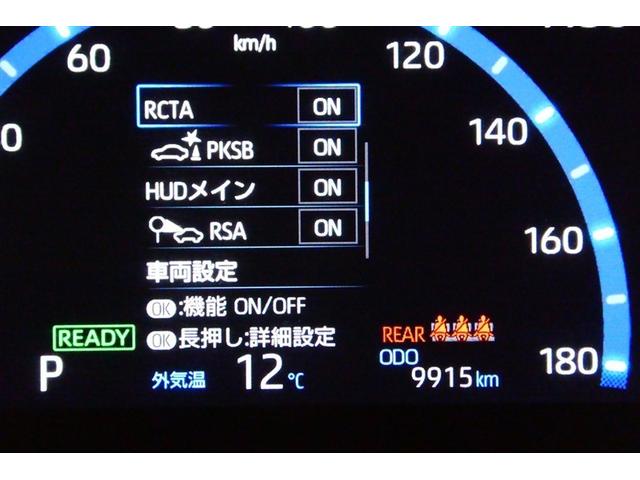 km/h
60
120
RCTA ON
PKSB ON
140
HUDメイン ON
RSA ON
160
車両設定
OK:機能 ON/OFF
READY
OK長押し:詳細設定
REAR
P
外気温 12℃
ODO
9915km
180